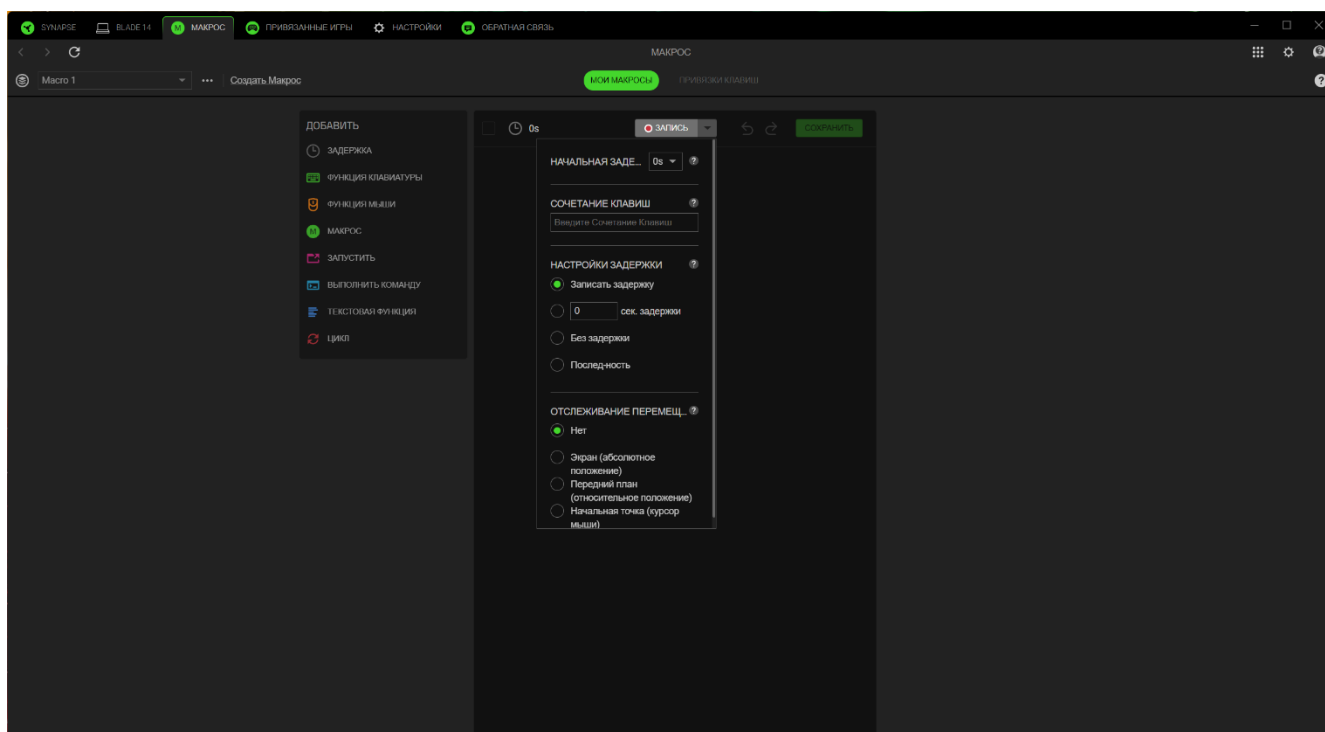 SYNAPSE BLADE 14 МАКРОС ПРИВЯЗАННЫЕ ИГРЫ НАСТРОЙКИ ОБРАТНАЯ СВЯЗЬ
МАКРОС
Macro 1 Создать Макрос МОИ МАКРОСЫ ПРИВЯЗКИ КЛАВИШ
ДОБАВИТЬ
ЗАДЕРЖКА
ФУНКЦИЯ КЛАВИАТУРЫ
ФУНКЦИЯ МЫШИ
МАКРОС
ЗАПУСТИТЬ
ВЫПОЛНИТЬ КОМАНДУ
ТЕКСТОВАЯ ФУНКЦИЯ
ЦИКЛ
0s ЗАПИСЬ СОХРАНИТЬ
НАЧАЛЬНАЯ ЗАДЕ... 0s
СОЧЕТАНИЕ КЛАВИШ
Введите Сочетание Клавиш
НАСТРОЙКИ ЗАДЕРЖКИ
Записать задержку
0 сек. задержки
Без задержки
Послед-ность
ОТСЛЕЖИВАНИЕ ПЕРЕМЕЩ...
Нет
Экран (абсолютное
положение)
Передний план
(относительное положение)
Начальная точка (курсор
мыши)